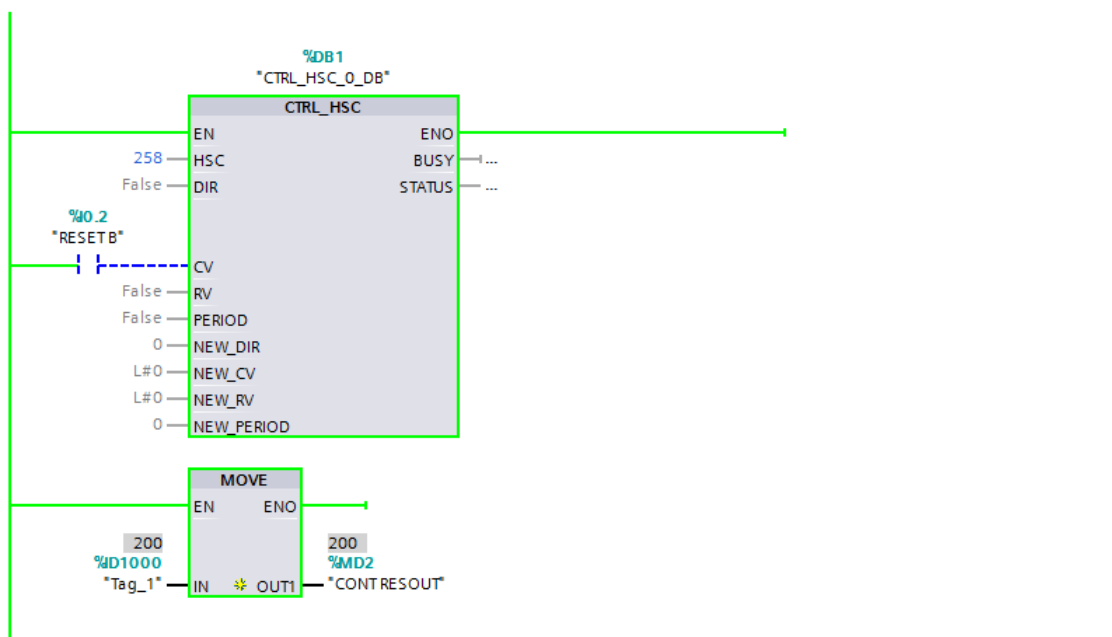 %DB1
"CTRL_HSC_0_DB"
CTRL_HSC
EN ENO
258 HSC BUSY ...
False DIR STATUS ...
%I0.2
"RESETB"
CV
False RV
False PERIOD
0 NEW_DIR
L#0 NEW_CV
L#0 NEW_RV
0 NEW_PERIOD
MOVE
EN ENO
200 200
%ID1000 %MD2
"Tag_1" IN OUT1 "CONTRESOUT"